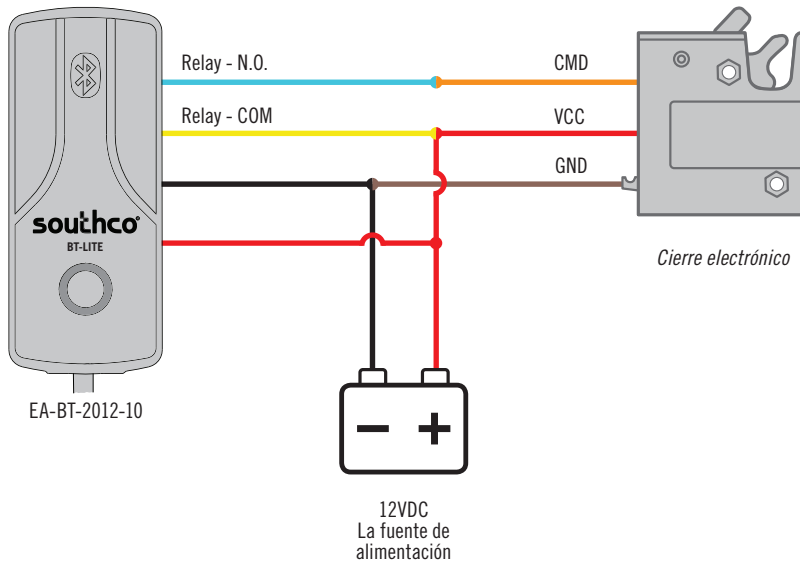 Relay - N.O.
CMD
Relay - COM
VCC
GND
southco®
BT-LITE
Cierre electrónico
EA-BT-2012-10
12VDC
La fuente de
alimentación